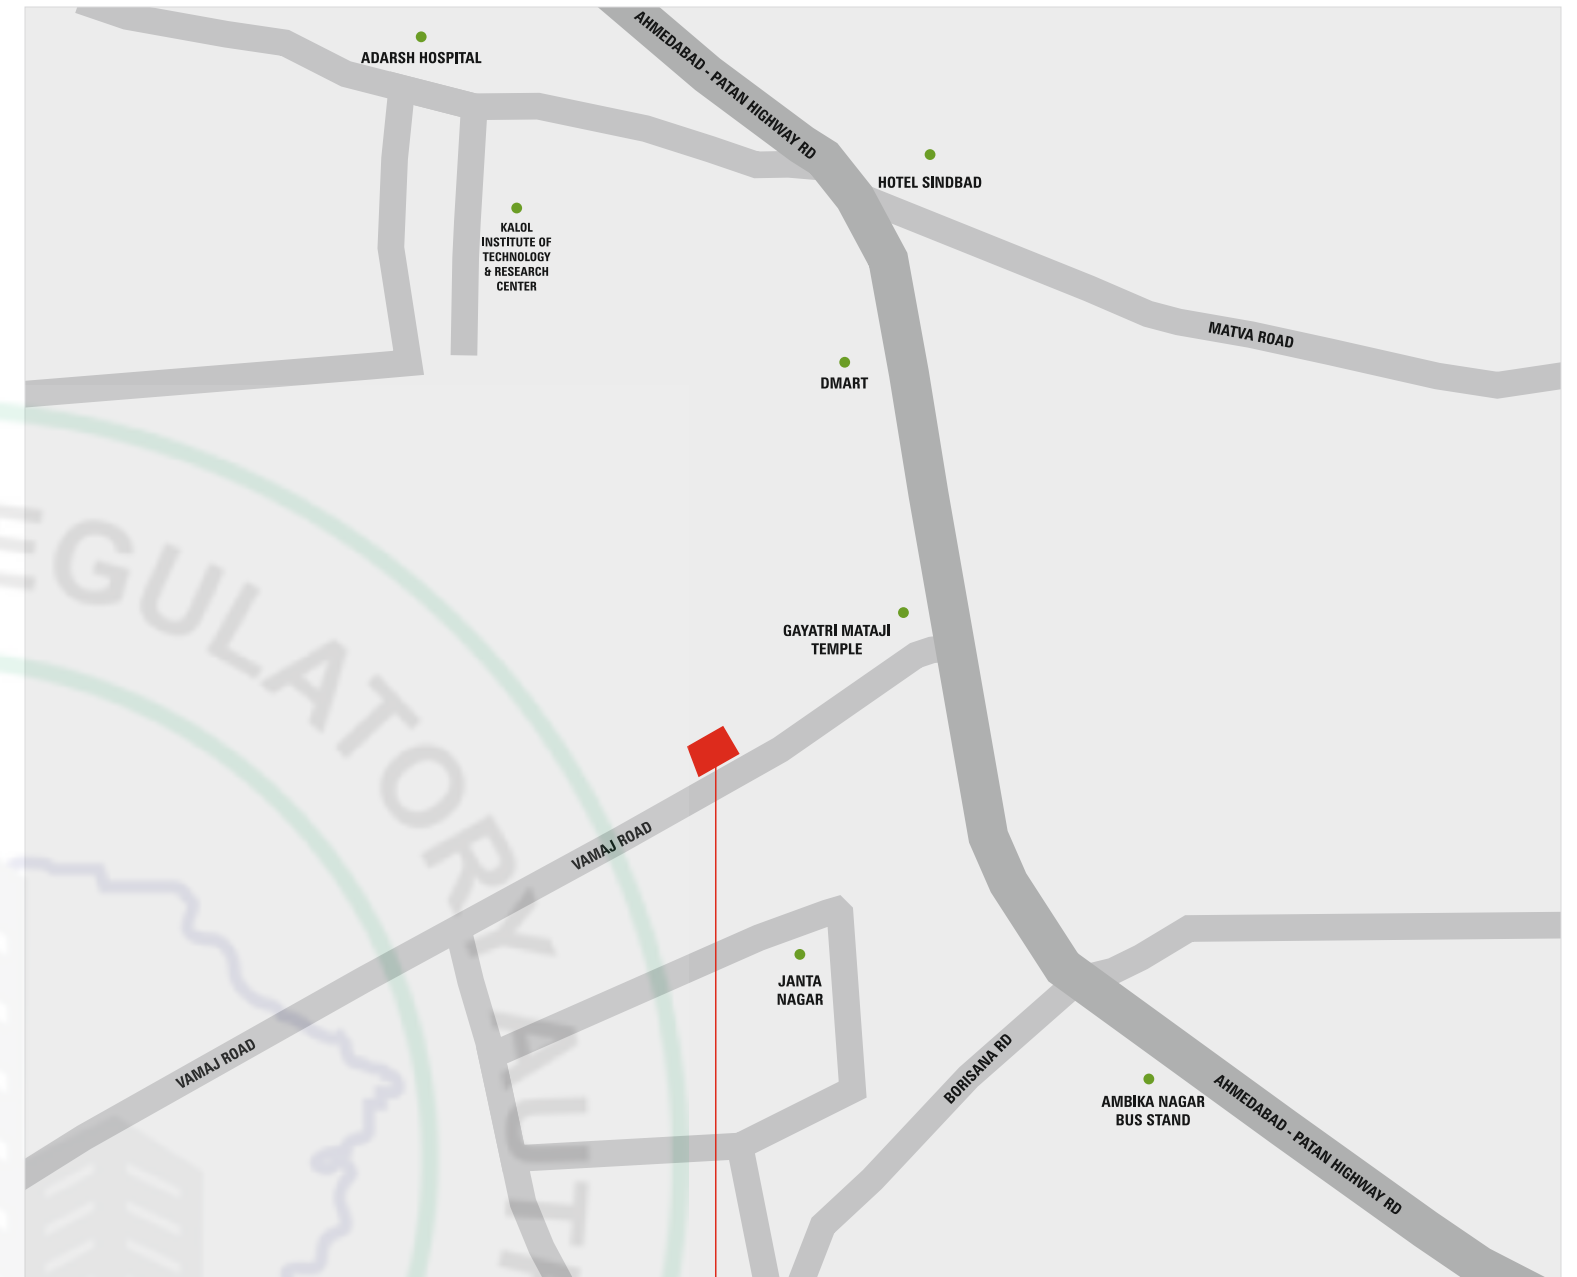 AHMEDABAD - PATAN HIGHWAY RD
ADARSH HOSPITAL
HOTEL SINDBAD
KALOL
INSTITUTE OF
TECHNOLOGY
& RESEARCH
CENTER
MATVA ROAD
DMART
EGULATORY AUT
GAYATRI MATAJI
TEMPLE
VAMAJ ROAD
JANTA
NAGAR
VAMAJ ROAD
BORISANA RD
AMBIKA NAGAR
BUS STAND
AHMEDABAD - PATAN HIGHWAY RD